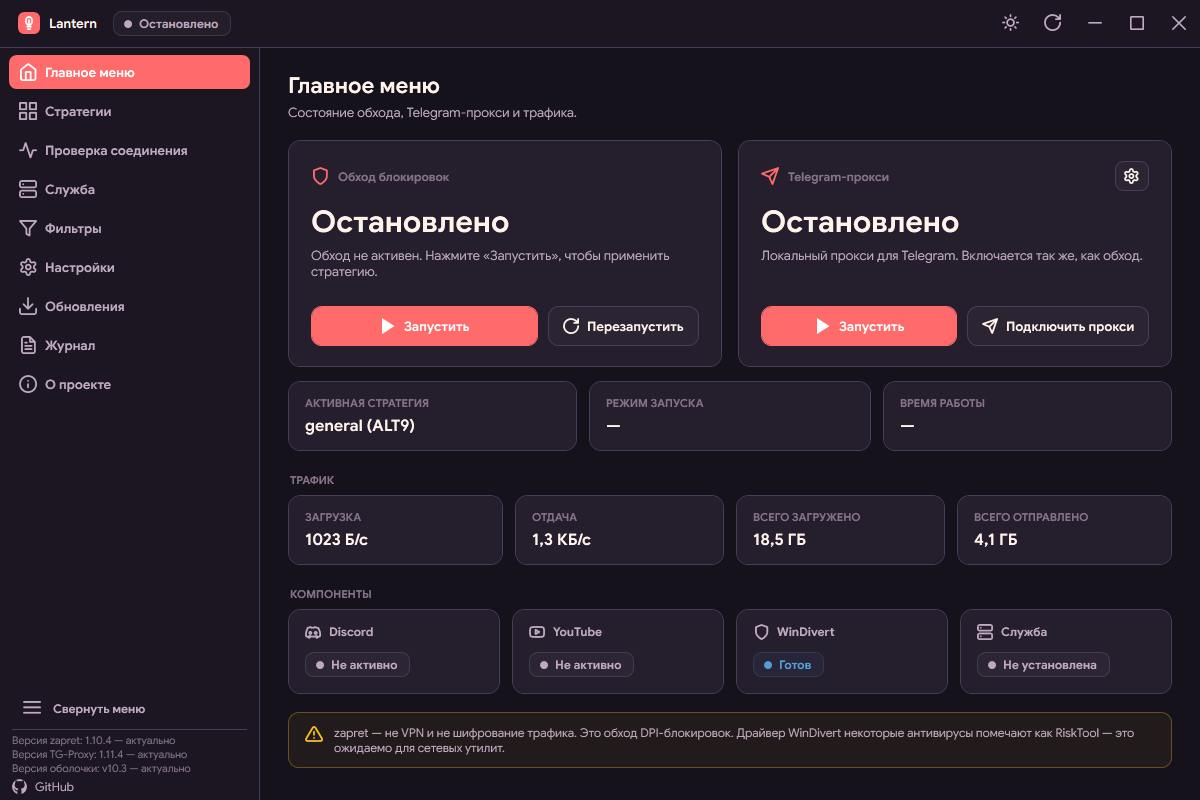 Lantern
Остановлено
Главное меню
Стратегии
Проверка соединения
Служба
Фильтры
Настройки
Обновления
Журнал
О проекте
Свернуть меню
Версия zapret: 1.10.4 — актуально
Версия TG-Proxy: 1.11.4 — актуально
Версия оболочки: v10.3 — актуально
GitHub
Главное меню
Состояние обхода, Telegram-прокси и трафика.
Обход блокировок
Остановлено
Обход не активен. Нажмите «Запустить», чтобы применить
стратегию.
Запустить
Перезапустить
Telegram-прокси
Остановлено
Локальный прокси для Telegram. Включается так же, как обход.
Запустить
Подключить прокси
АКТИВНАЯ СТРАТЕГИЯ
general (ALT9)
РЕЖИМ ЗАПУСКА
—
ВРЕМЯ РАБОТЫ
—
ТРАФИК
ЗАГРУЗКА
1023 Б/с
ОТДАЧА
1,3 КБ/с
ВСЕГО ЗАГРУЖЕНО
18,5 ГБ
ВСЕГО ОТПРАВЛЕНО
4,1 ГБ
КОМПОНЕНТЫ
Discord
Не активно
YouTube
Не активно
WinDivert
Готов
Служба
Не установлена
zapret — не VPN и не шифрование трафика. Это обход DPI-блокировок. Драйвер WinDivert некоторые антивирусы помечают как RiskTool — это
ожидаемо для сетевых утилит.